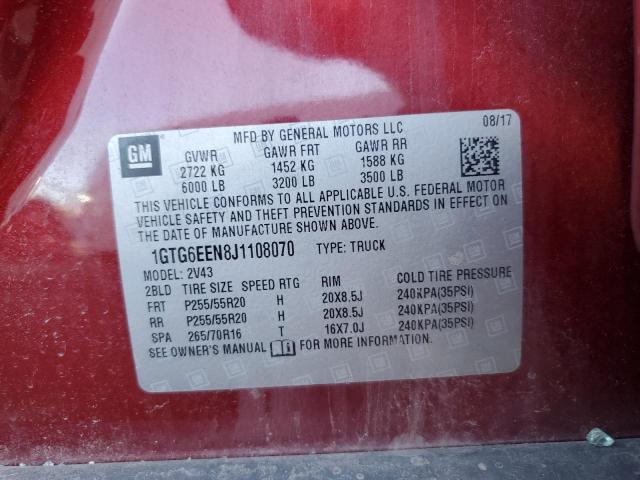 GM
MFD BY GENERAL MOTORS LLC 08/17
GVWR GAWR FRT GAWR RR
2722 KG 1452 KG 1588 KG
6000 LB 3200 LB 3500 LB
THIS VEHICLE CONFORMS TO ALL APPLICABLE U.S. FEDERAL MOTOR
VEHICLE SAFETY AND THEFT PREVENTION STANDARDS IN EFFECT ON
THE DATE OF MANUFACTURE SHOWN ABOVE.
1GTG6EEN8J1108070 TYPE: TRUCK
MODEL: 2V43
2BLD TIRE SIZE SPEED RTG RIM COLD TIRE PRESSURE
FRT P255/55R20 H 20X8.5J 240KPA(35PSI)
RR P255/55R20 H 20X8.5J 240KPA(35PSI)
SPA 265/70R16 T 16X7.0J 240KPA(35PSI)
SEE OWNER'S MANUAL FOR MORE INFORMATION.